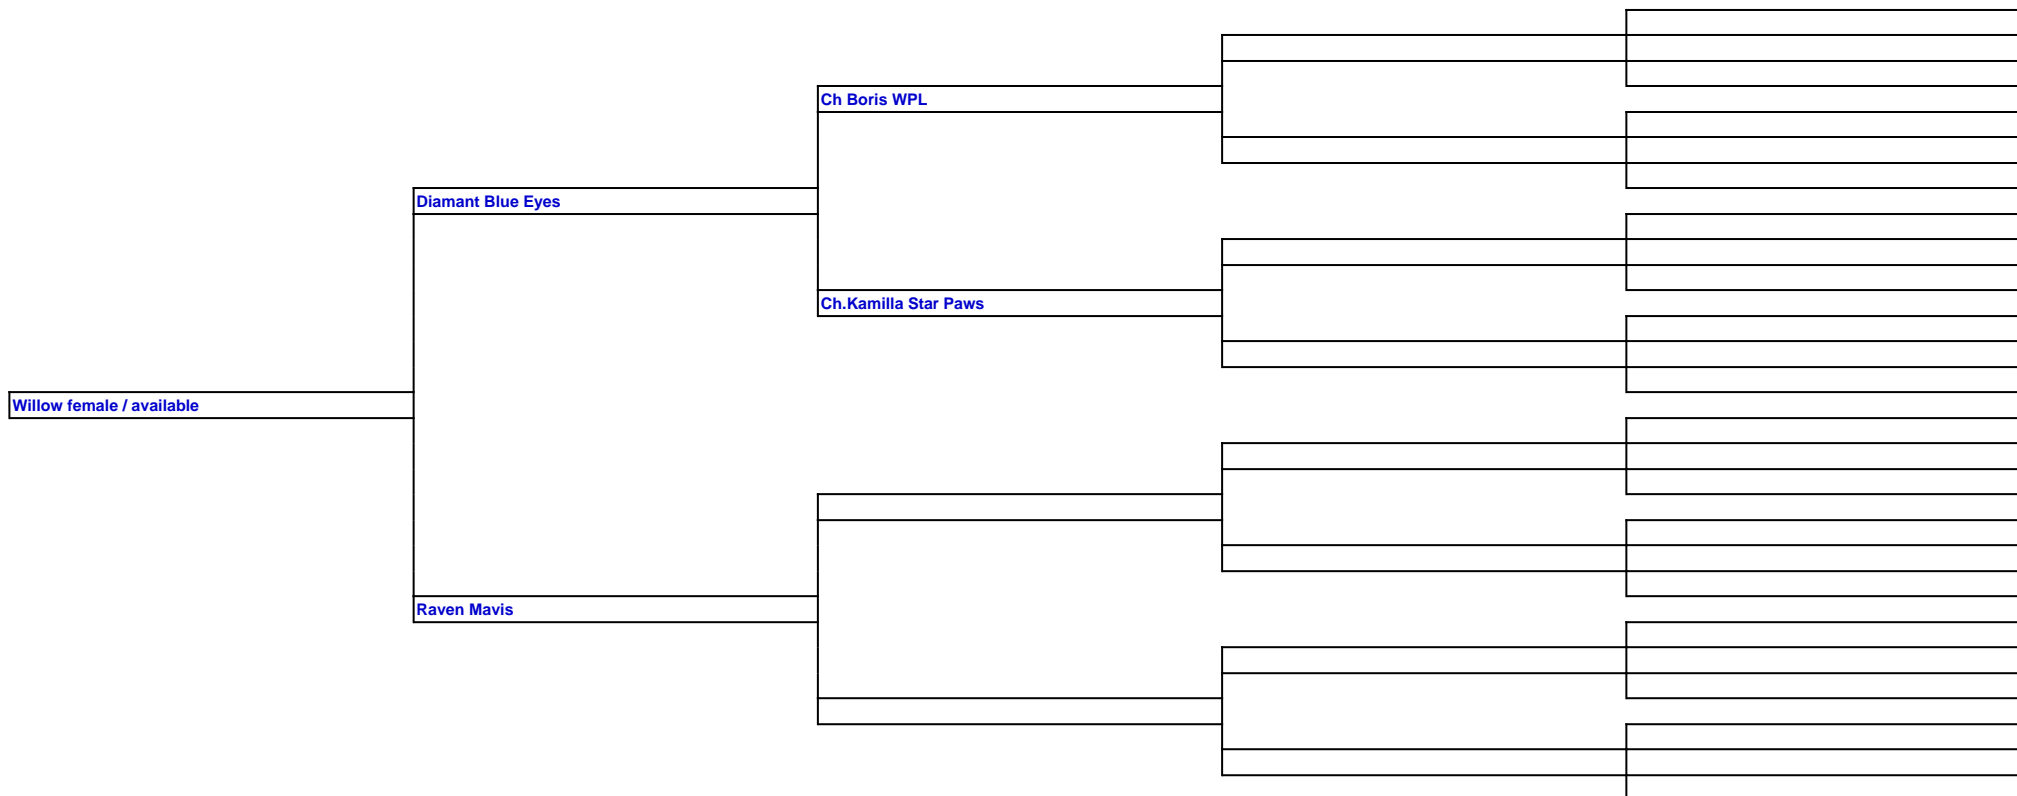 Ch Boris WPL
Diamant Blue Eyes
Ch.Kamilla Star Paws
Willow female / available
Raven Mavis